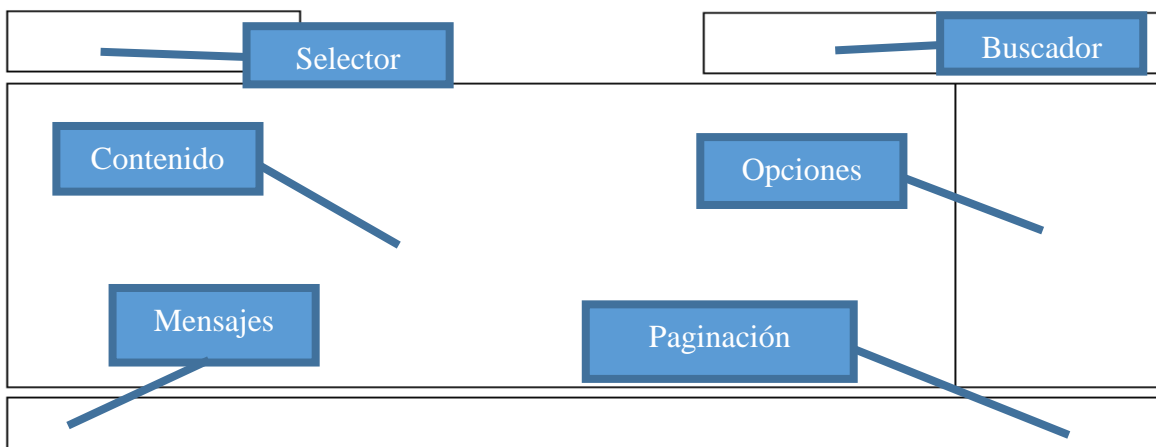 Selector
Buscador
Contenido
Opciones
Mensajes
Paginación